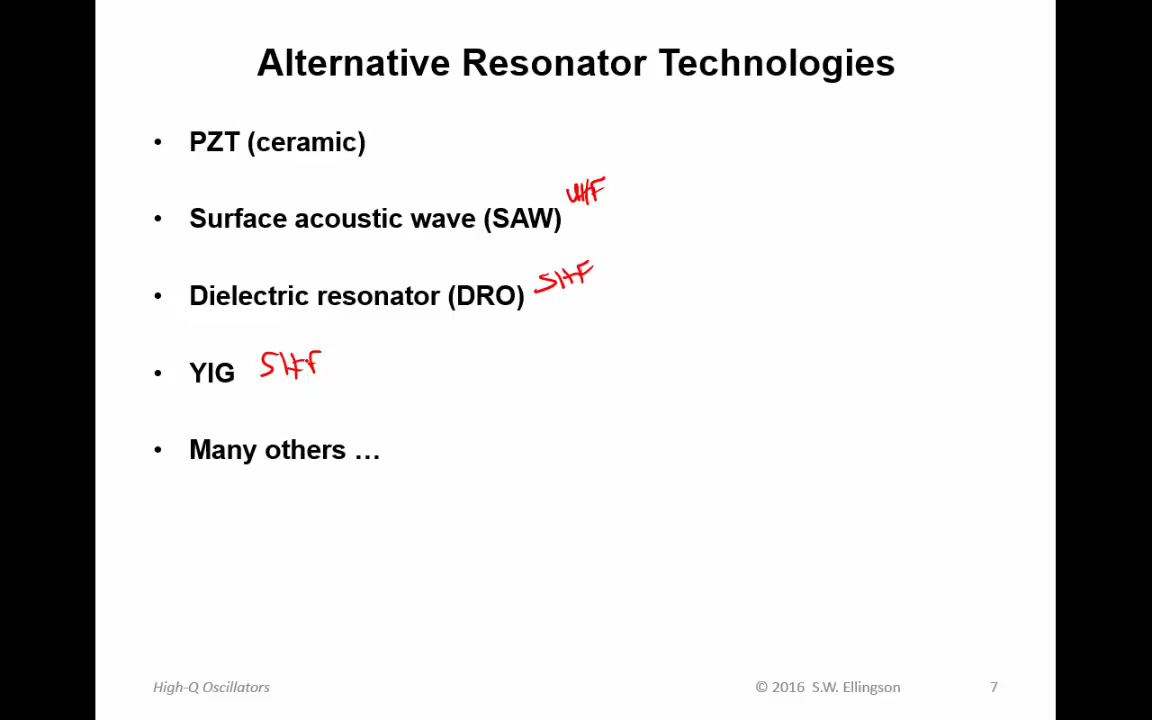 Alternative Resonator Technologies
• PZT (ceramic)
• Surface acoustic wave (SAW) UHF
• Dielectric resonator (DRO) SHF
• YIG SHF
• Many others …
High-Q Oscillators © 2016 S.W. Ellingson 7